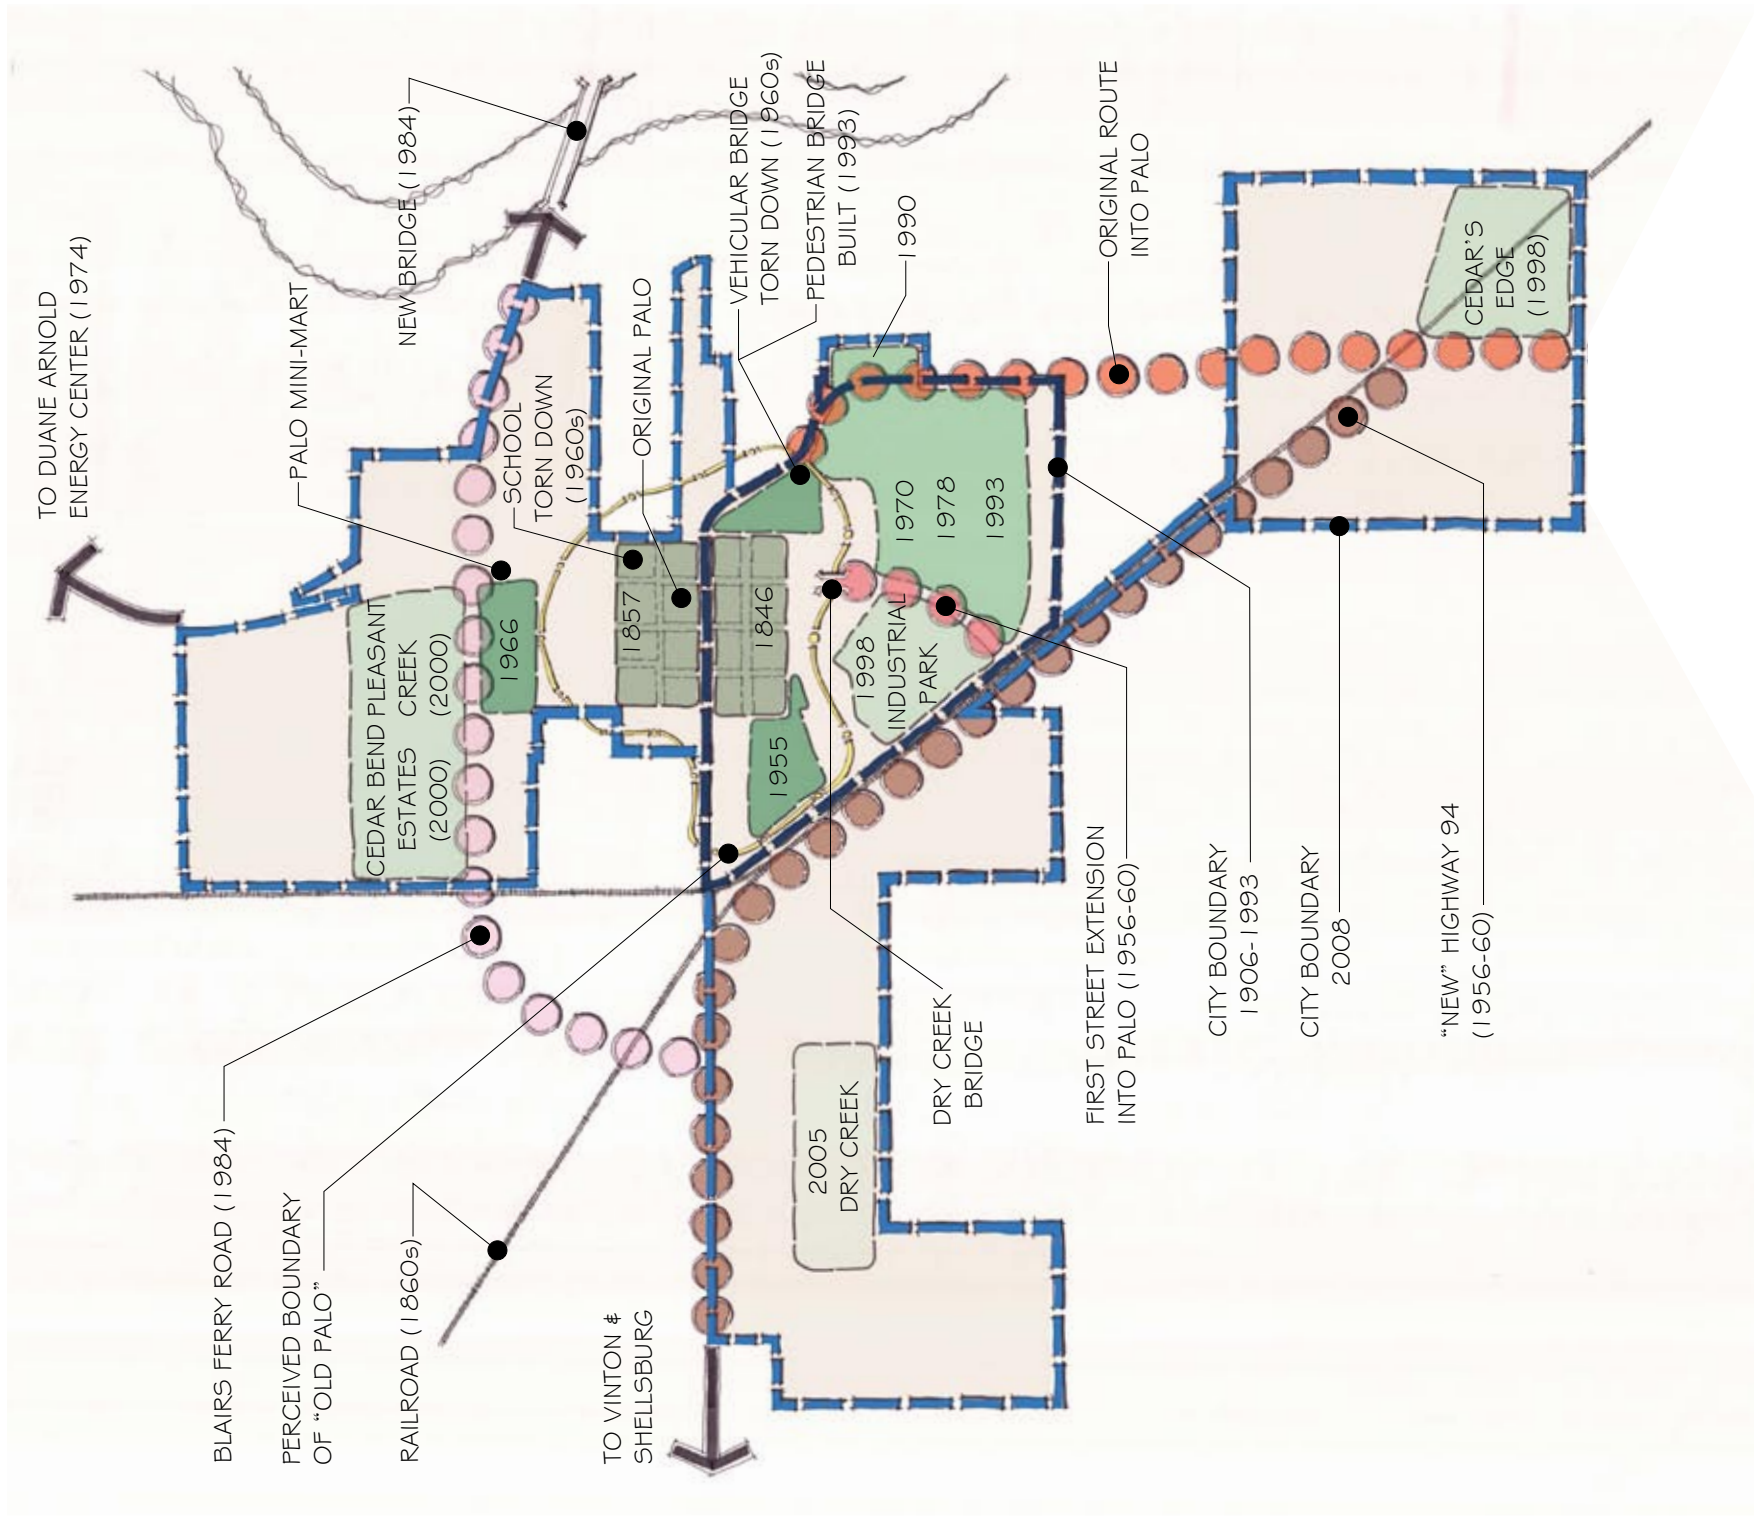 TO DUANE ARNOLD
ENERGY CENTER (1974)
PALO MINI-MART
NEW BRIDGE (1984)
SCHOOL
TORN DOWN
(1960s)
ORIGINAL PALO
VEHICULAR BRIDGE
TORN DOWN (1960s)
PEDESTRIAN BRIDGE
BUILT (1993)
1990
ORIGINAL ROUTE
INTO PALO
CEDAR'S
EDGE
(1998)
CEDAR BEND
ESTATES
(2000)
PLEASANT
CREEK
(2000)
1966
1857
1846
1955
1970
1978
1993
1998
INDUSTRIAL
PARK
2005
DRY CREEK
BLAIRS FERRY ROAD (1984)
PERCEIVED BOUNDARY
OF "OLD PALO"
RAILROAD (1860s)
TO VINTON &
SHELLSBURG
DRY CREEK
BRIDGE
FIRST STREET EXTENSION
INTO PALO (1956-60)
CITY BOUNDARY
1906-1993
CITY BOUNDARY
2008
"NEW" HIGHWAY 94
(1956-60)